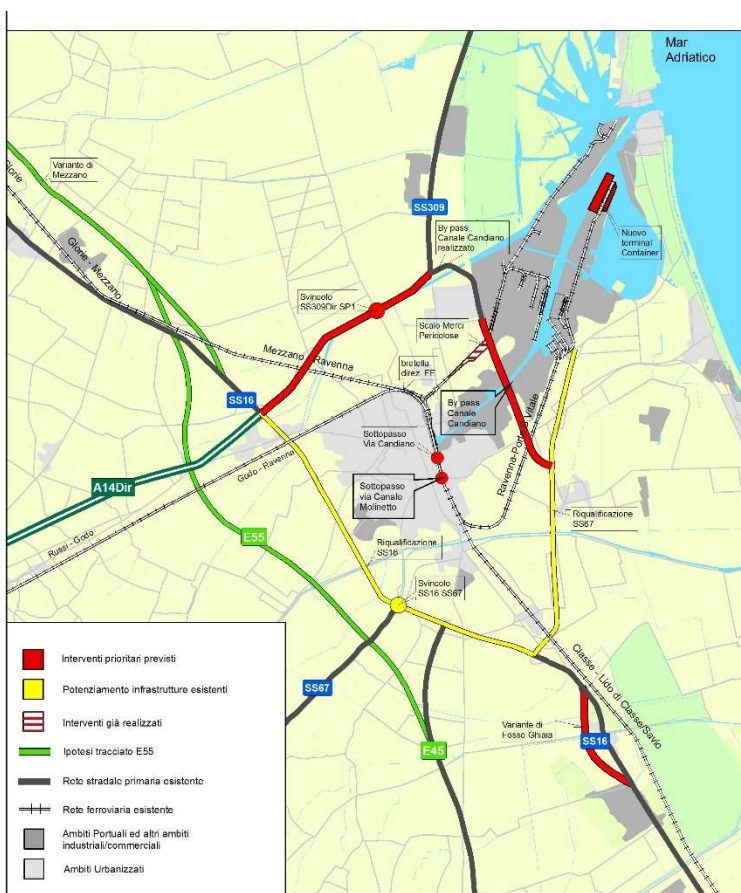 Mar
Adriatico
Glorie
Variante di
Mezzano
SS309
By pass
Canale Candiano
realizzato
Nuovo
terminal
Container
Glorie - Mezzano
Svincolo
SS309Dir SP1
Scalo Merci
Pericolose
Mezzano - Ravenna
bretella
direz. FF
SS16
By pass
Canale
Candiano
Sottopasso
Via Candiano
Ravenna-Porto
Vitale
A14Dir
Godo - Ravenna
Sottopasso
via Canale
Molinetto
Riqualificazione
SS67
E55
Russi - Godo
Riqualificazione
SS16
Svincolo
SS16 SS67
Classe - Lido di Classe/Savio
SS67
Variante di
Fosso Ghiaia
SS16
E45
Interventi prioritari previsti
Potenziamento infrastrutture esistenti
Interventi già realizzati
Ipotesi tracciato E55
Rete stradale primaria esistente
Rete ferroviaria esistente
Ambiti Portuali ed altri ambiti
industriali/commerciali
Ambiti Urbanizzati